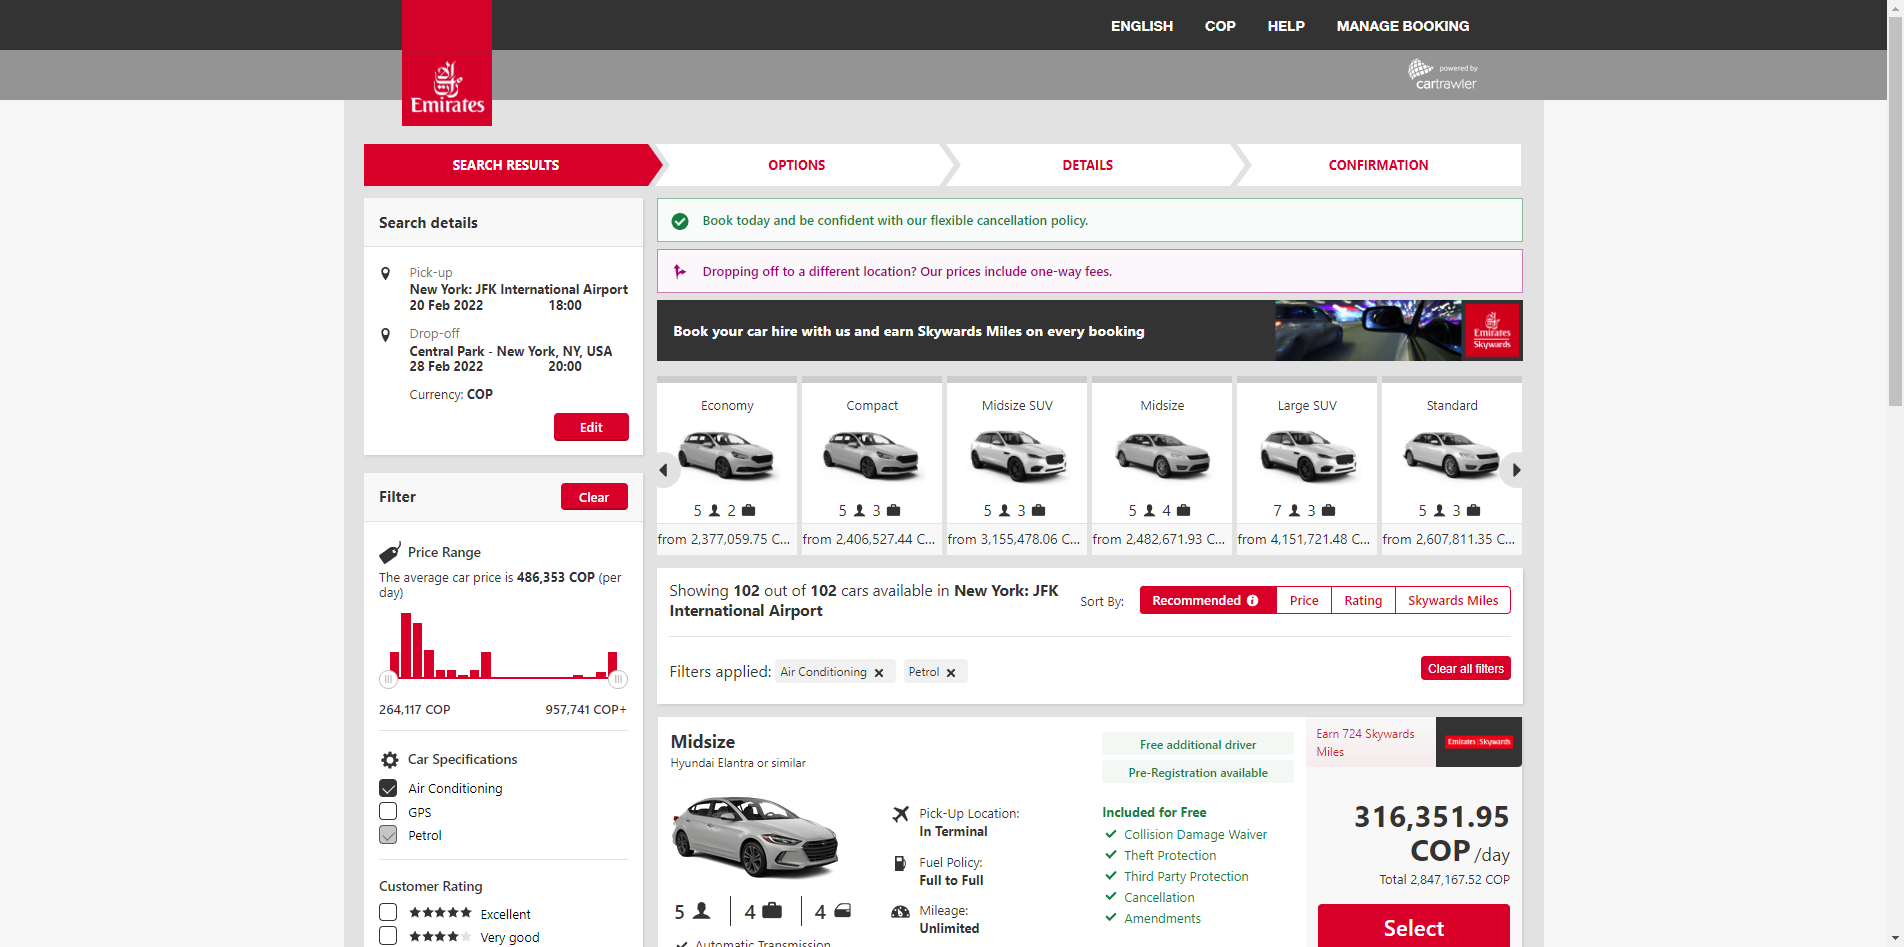 ENGLISH
COP
HELP
MANAGE BOOKING
Emirates
powered by
cartrawler
SEARCH RESULTS
OPTIONS
DETAILS
CONFIRMATION
Search details
Pick-up
New York: JFK International Airport
20 Feb 2022 18:00
Drop-off
Central Park - New York, NY, USA
28 Feb 2022 20:00
Currency: COP
Edit
Filter
Clear
Price Range
The average car price is 486,353 COP (per
day)
264,117 COP
957,741 COP+
Car Specifications
Air Conditioning
GPS
Petrol
Customer Rating
Excellent
Very good
Book today and be confident with our flexible cancellation policy.
Dropping off to a different location? Our prices include one-way fees.
Book your car hire with us and earn Skywards Miles on every booking
Emirates
Skywards
Economy
5 2
from 2,377,059.75 C...
Compact
5 3
from 2,406,527.44 C...
Midsize SUV
5 3
from 3,155,478.06 C...
Midsize
5 4
from 2,482,671.93 C...
Large SUV
7 3
from 4,151,721.48 C...
Standard
5 3
from 2,607,811.35 C...
Showing 102 out of 102 cars available in New York: JFK
International Airport
Sort By:
Recommended
Price
Rating
Skywards Miles
Filters applied:
Air Conditioning
Petrol
Clear all filters
Midsize
Hyundai Elantra or similar
5 4 4
Automatic Transmission
Pick-Up Location:
In Terminal
Fuel Policy:
Full to Full
Mileage:
Unlimited
Free additional driver
Pre-Registration available
Included for Free
Collision Damage Waiver
Theft Protection
Third Party Protection
Cancellation
Amendments
Earn 724 Skywards
Miles
Emirates Skywards
316,351.95
COP /day
Total 2,847,167.52 COP
Select